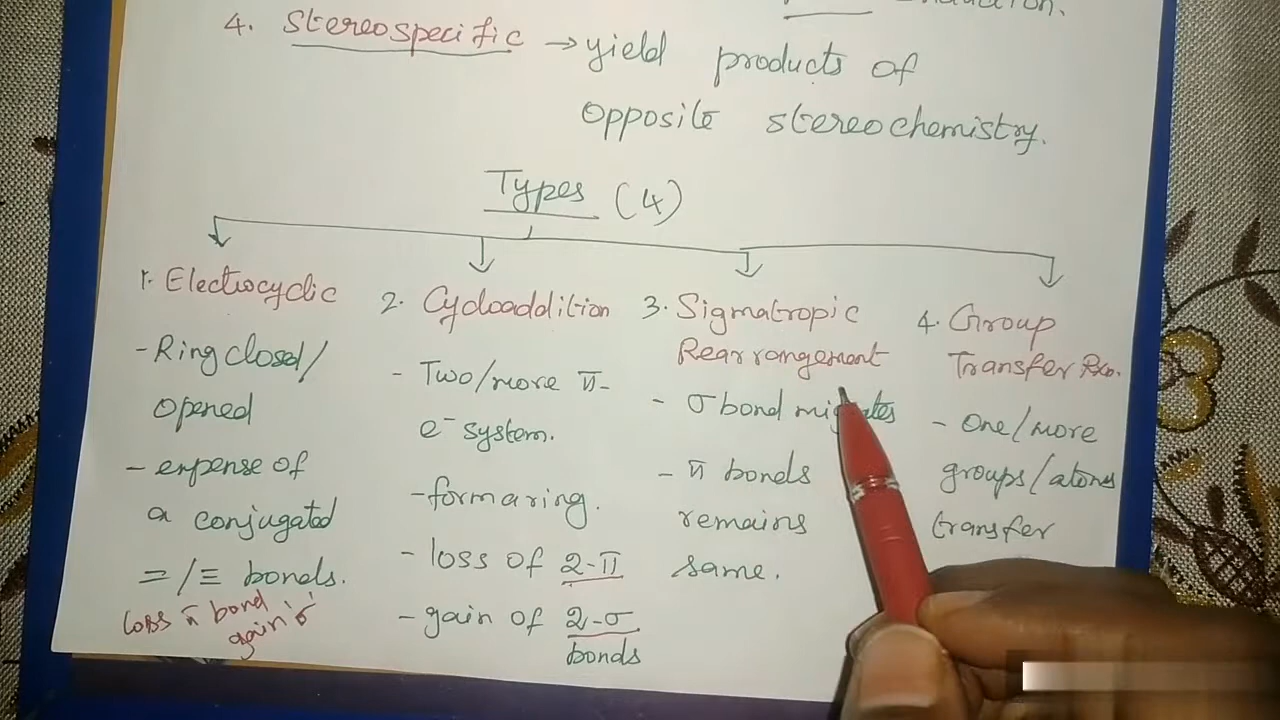 duction.
4. Stereospecific → yield products of
opposite stereochemistry.
Types (4)
1. Electrocyclic
- Ring closed/
opened
- expense of
a conjugated
= / ≡ bonds.
loss π bond
gain σ
2. Cycloaddition
- Two/more π-
e⁻ system.
- form a ring.
- loss of 2-π
- gain of 2-σ
bonds
3. Sigmatropic
Rearrangement
- σ bond migrates
- π bonds
remains
same.
4. Group
Transfer Rxn.
- One/more
groups/atoms
transfer